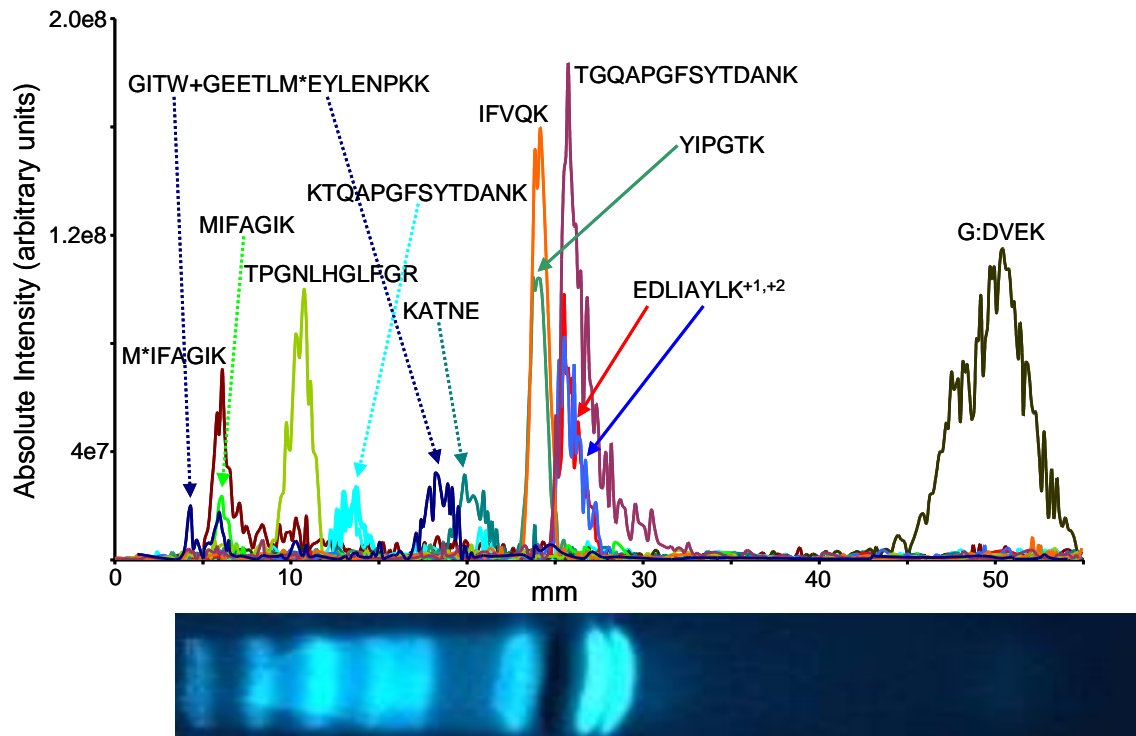 2.0e8
GITW+GEETLM*EYLENPKK
TGQAPGFSYTDANK
IFVQK
YIPGTK
KTQAPGFSYTDANK
MIFAGIK
1.2e8
G:DVEK
TPGNLHGLFGR
EDLIAYLK+1,+2
KATNE
M*IFAGIK
4e7
Absolute Intensity (arbitrary units)
0 10 20 30 40 50
mm